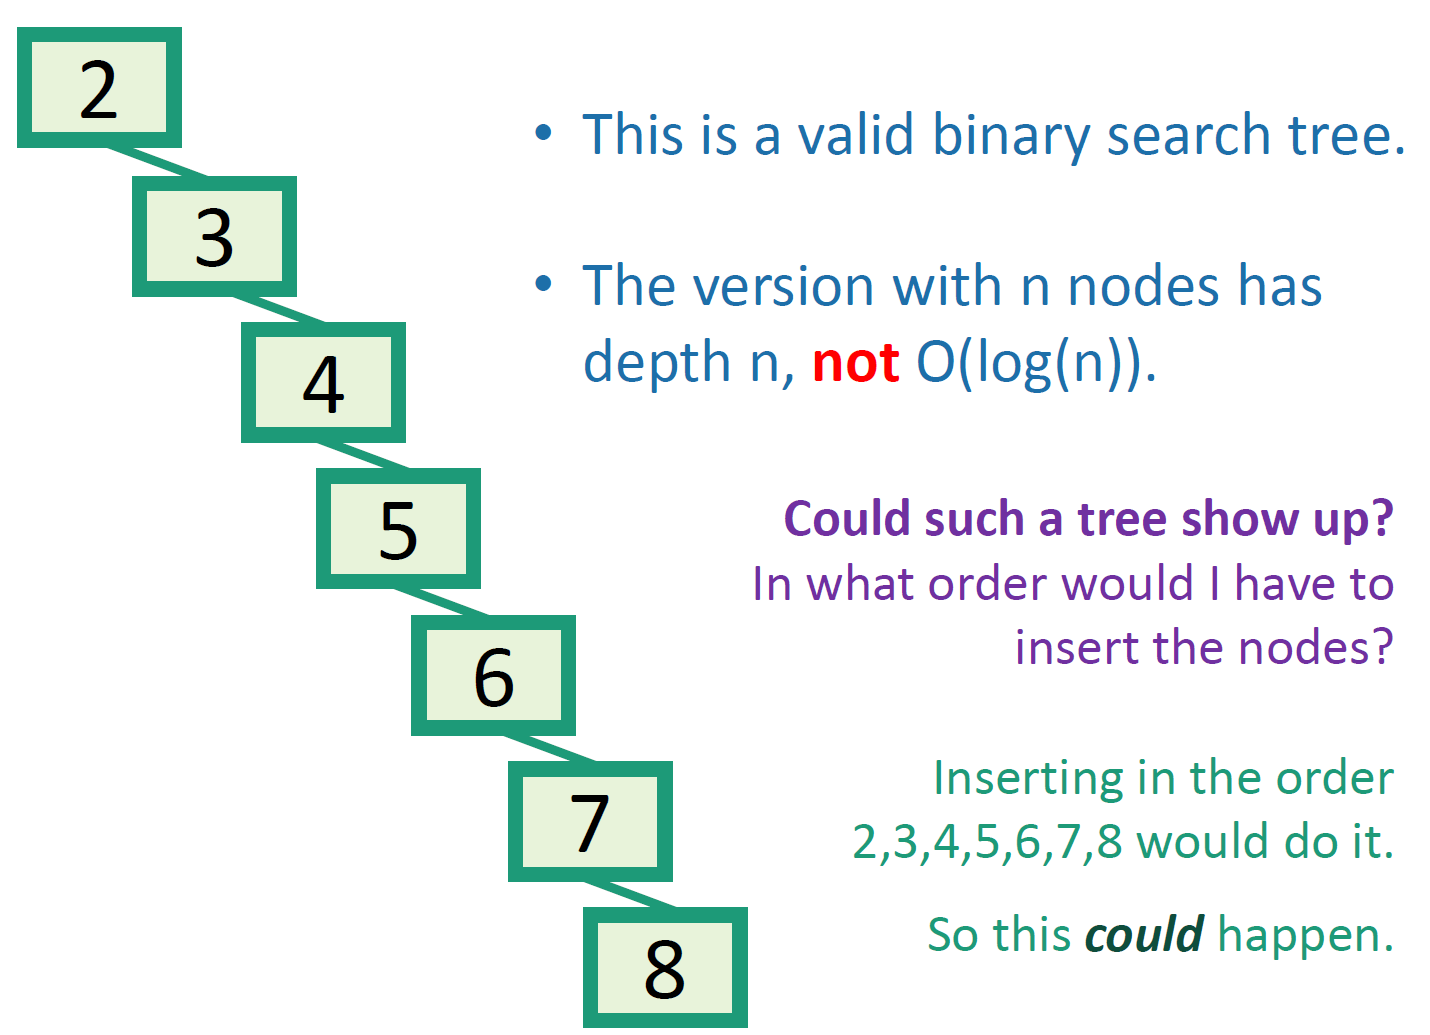 2
3
4
5
6
7
8
• This is a valid binary search tree.
• The version with n nodes has
depth n, not O(log(n)).
Could such a tree show up?
In what order would I have to
insert the nodes?
Inserting in the order
2,3,4,5,6,7,8 would do it.
So this could happen.